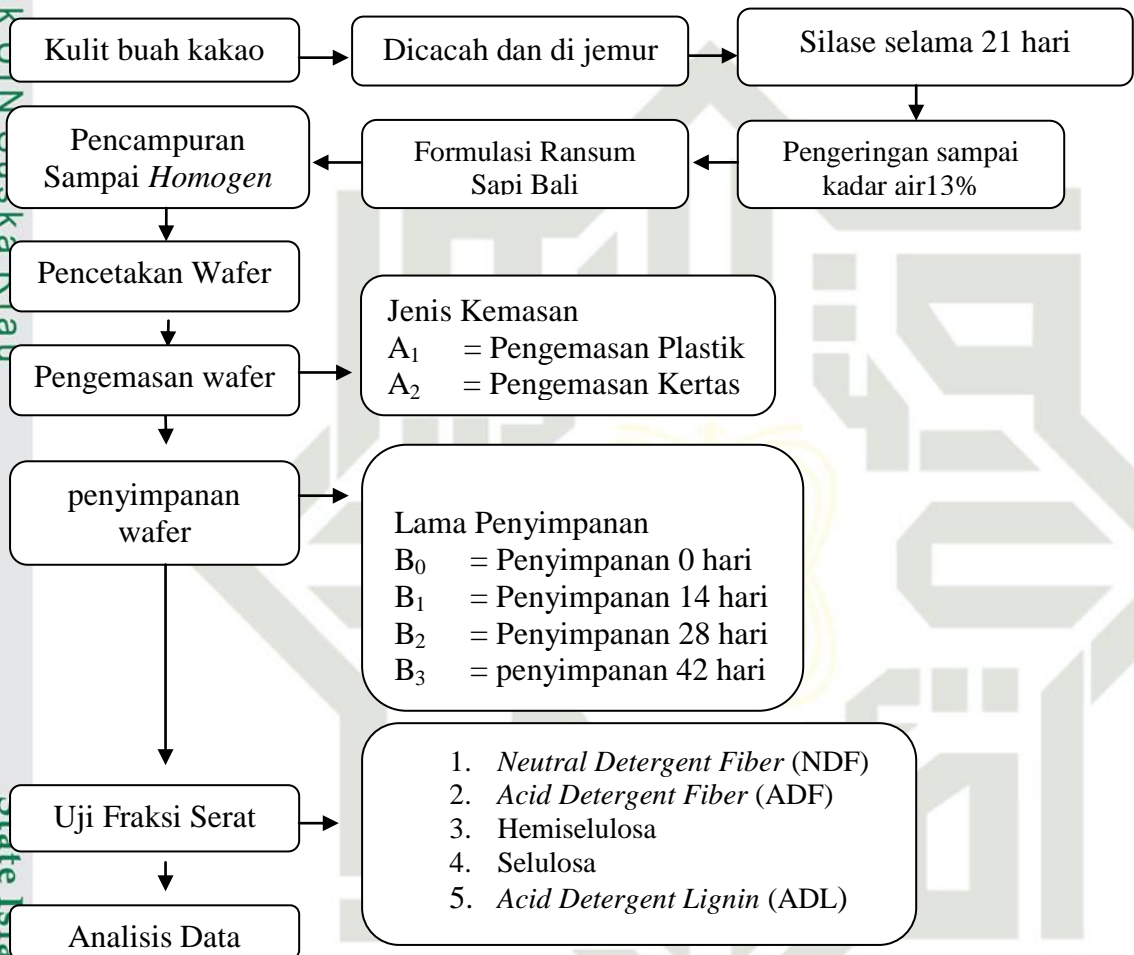 Kulit buah kakao
Dicacah dan di jemur
Silase selama 21 hari
Pengeringan sampai
kadar air13%
Formulasi Ransum
Sapi Bali
Pencampuran
Sampai Homogen
Pencetakan Wafer
Pengemasan wafer
Jenis Kemasan
A₁ = Pengemasan Plastik
A₂ = Pengemasan Kertas
penyimpanan
wafer
Lama Penyimpanan
B₀ = Penyimpanan 0 hari
B₁ = Penyimpanan 14 hari
B₂ = Penyimpanan 28 hari
B₃ = penyimpanan 42 hari
Uji Fraksi Serat
1. Neutral Detergent Fiber (NDF)
2. Acid Detergent Fiber (ADF)
3. Hemiselulosa
4. Selulosa
5. Acid Detergent Lignin (ADL)
Analisis Data
State